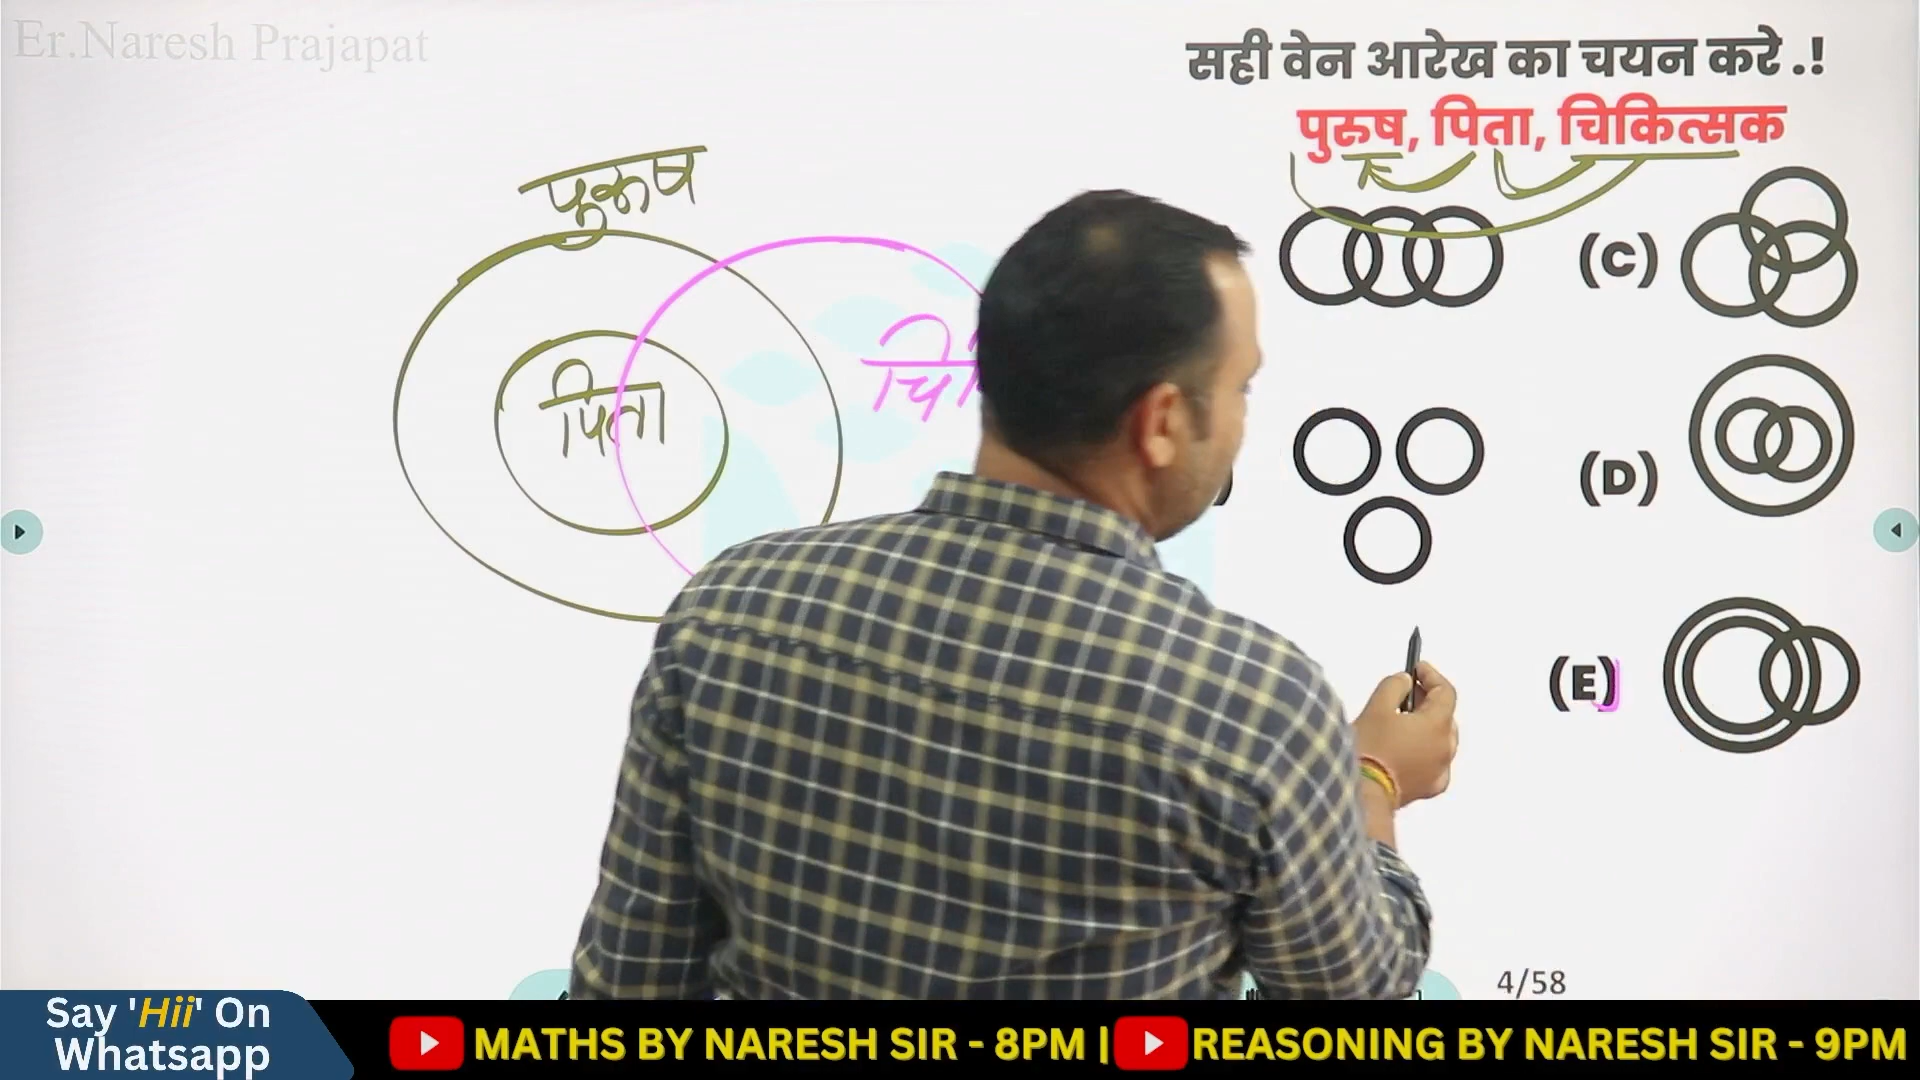 Er.Naresh Prajapat
सही वेन आरेख का चयन करे .!
पुरुष, पिता, चिकित्सक
पुरूष
पिता
(C)
(D)
(E)
4/58
Say 'Hii' On
Whatsapp
MATHS BY NARESH SIR - 8PM |
REASONING BY NARESH SIR - 9PM